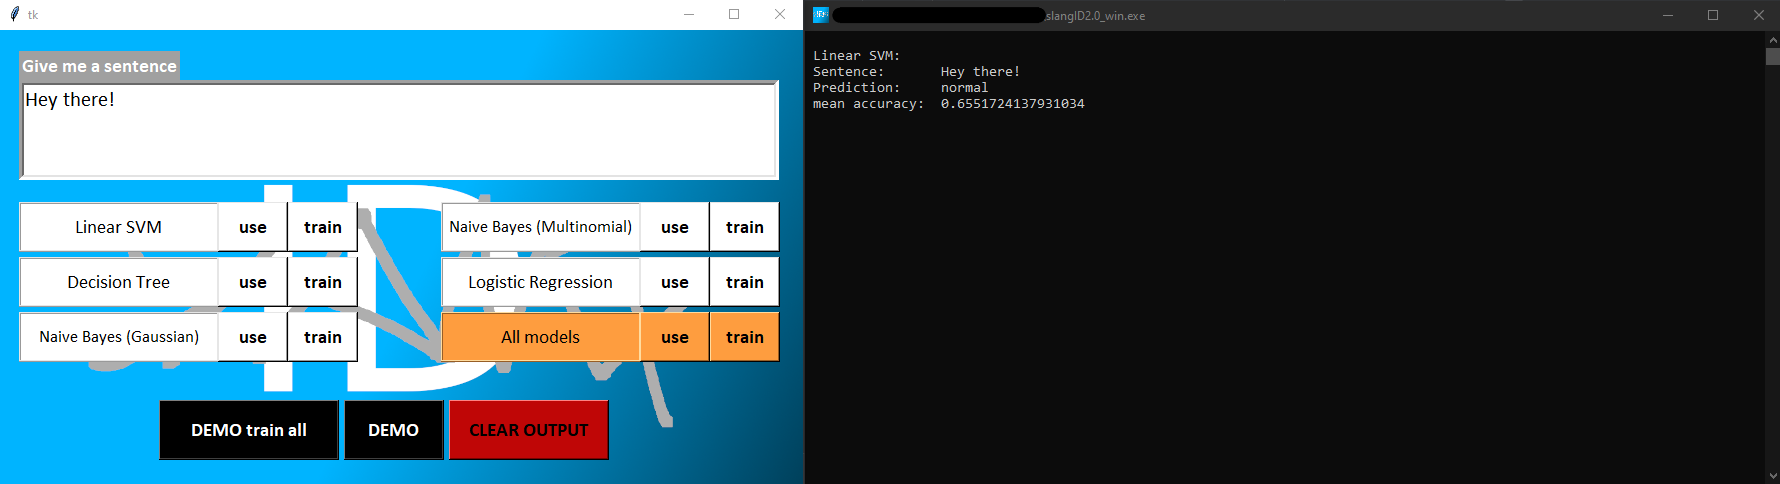 tk
Give me a sentence
Hey there!
Linear SVM use train
Naive Bayes (Multinomial) use train
Decision Tree use train
Logistic Regression use train
Naive Bayes (Gaussian) use train
All models use train
DEMO train all DEMO CLEAR OUTPUT
slangID2.0_win.exe
Linear SVM:
Sentence: Hey there!
Prediction: normal
mean accuracy: 0.6551724137931034
ID